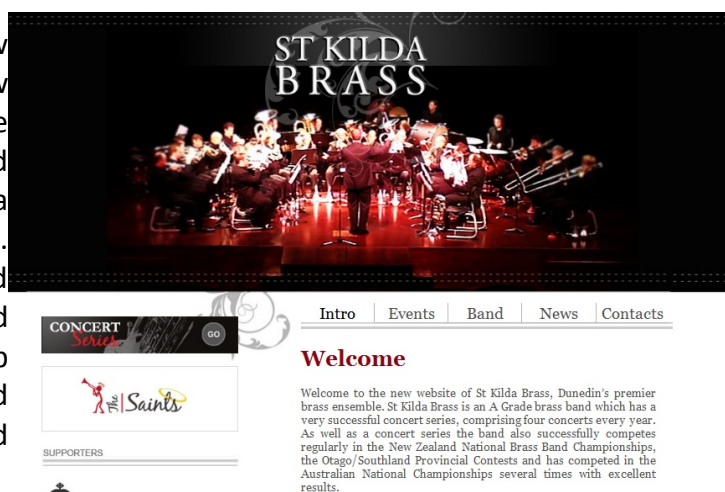 ST KILDA
BRASS
Intro
Events
Band
News
Contacts
CONCERT
Series
GO
The Saints
SUPPORTERS
Welcome
Welcome to the new website of St Kilda Brass, Dunedin's premier
brass ensemble. St Kilda Brass is an A Grade brass band which has a
very successful concert series, comprising four concerts every year.
As well as a concert series the band also successfully competes
regularly in the New Zealand National Brass Band Championships,
the Otago/Southland Provincial Contests and has competed in the
Australian National Championships several times with excellent
results.